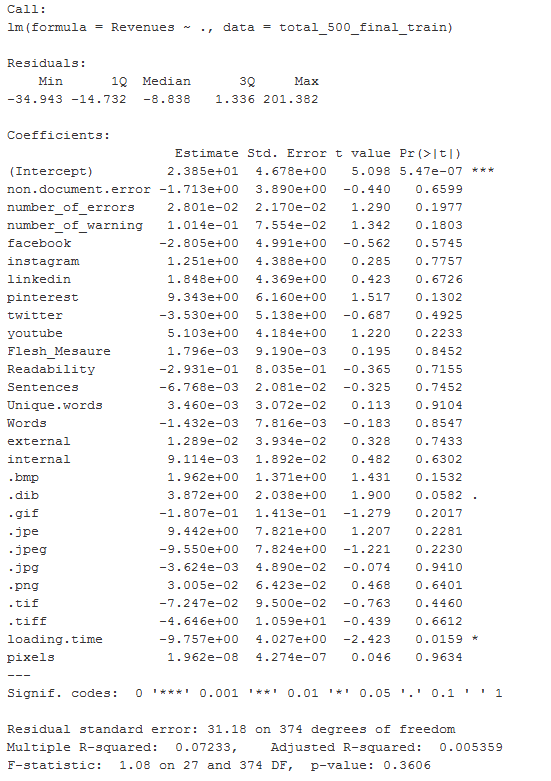 Call:
lm(formula = Revenues ~ ., data = total_500_final_train)
Residuals:
Min 1Q Median 3Q Max
-34.943 -14.732 -8.838 1.336 201.382
Coefficients:
Estimate Std. Error t value Pr(>|t|)
(Intercept) 2.385e+01 4.678e+00 5.098 5.47e-07 ***
non.document.error -1.713e+00 3.890e+00 -0.440 0.6599
number_of_errors 2.801e-02 2.170e-02 1.290 0.1977
number_of_warning 1.014e-01 7.554e-02 1.342 0.1803
facebook -2.805e+00 4.991e+00 -0.562 0.5745
instagram 1.251e+00 4.388e+00 0.285 0.7757
linkedin 1.848e+00 4.369e+00 0.423 0.6726
pinterest 9.343e+00 6.160e+00 1.517 0.1302
twitter -3.530e+00 5.138e+00 -0.687 0.4925
youtube 5.103e+00 4.184e+00 1.220 0.2233
Flesh_Mesaure 1.796e-03 9.190e-03 0.195 0.8452
Readability -2.931e-01 8.035e-01 -0.365 0.7155
Sentences -6.768e-03 2.081e-02 -0.325 0.7452
Unique.words 3.460e-03 3.072e-02 0.113 0.9104
Words -1.432e-03 7.816e-03 -0.183 0.8547
external 1.289e-02 3.934e-02 0.328 0.7433
internal 9.114e-03 1.892e-02 0.482 0.6302
.bmp 1.962e+00 1.371e+00 1.431 0.1532
.dib 3.872e+00 2.038e+00 1.900 0.0582 .
.gif -1.807e-01 1.413e-01 -1.279 0.2017
.jpe 9.442e+00 7.821e+00 1.207 0.2281
.jpeg -9.550e+00 7.824e+00 -1.221 0.2230
.jpg -3.624e-03 4.890e-02 -0.074 0.9410
.png 3.005e-02 6.423e-02 0.468 0.6401
.tif -7.247e-02 9.500e-02 -0.763 0.4460
.tiff -4.646e+00 1.059e+01 -0.439 0.6612
loading.time -9.757e+00 4.027e+00 -2.423 0.0159 *
pixels 1.962e-08 4.274e-07 0.046 0.9634
---
Signif. codes: 0 '***' 0.001 '**' 0.01 '*' 0.05 '.' 0.1 ' ' 1
Residual standard error: 31.18 on 374 degrees of freedom
Multiple R-squared: 0.07233, Adjusted R-squared: 0.005359
F-statistic: 1.08 on 27 and 374 DF, p-value: 0.3606